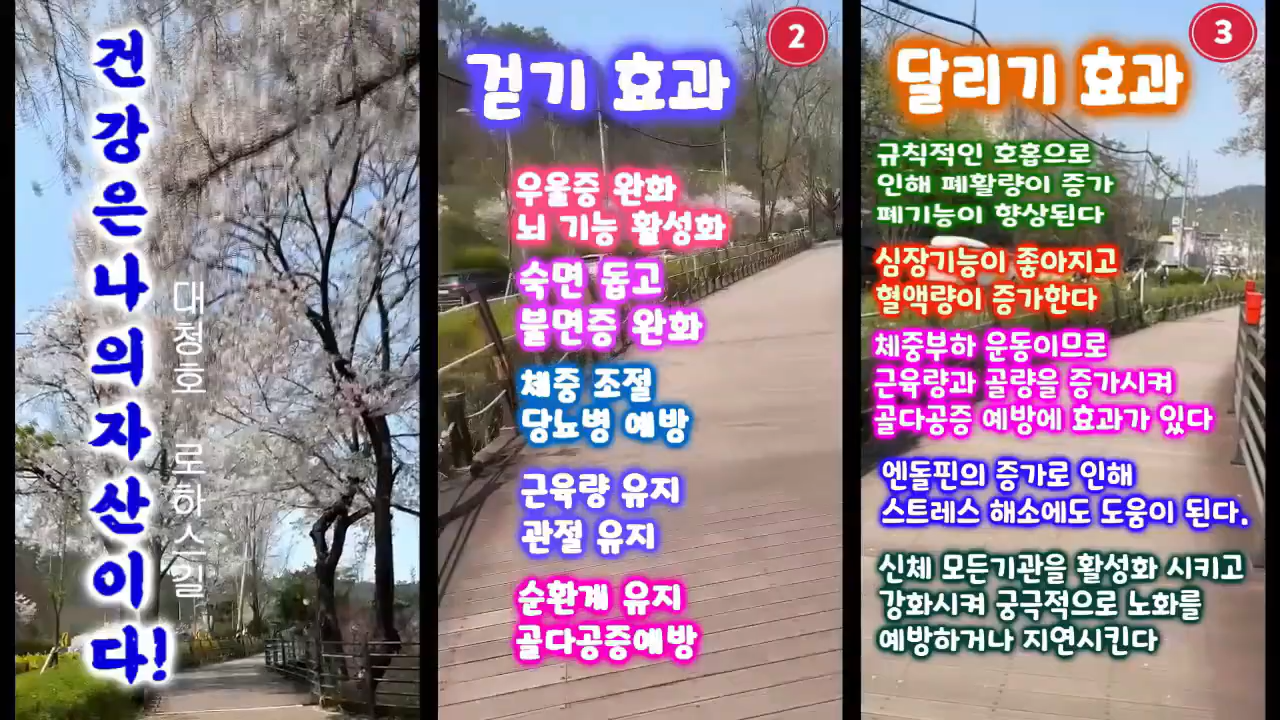 건강은나의자산이다!
대청호 로하스길
2
걷기 효과
우울증 완화
뇌 기능 활성화
숙면 돕고
불면증 완화
체중 조절
당뇨병 예방
근육량 유지
관절 유지
순환계 유지
골다공증예방
3
달리기 효과
규칙적인 호흡으로
인해 폐활량이 증가
폐기능이 향상된다
심장기능이 좋아지고
혈액량이 증가한다
체중부하 운동이므로
근육량과 골량을 증가시켜
골다공증 예방에 효과가 있다
엔돌핀의 증가로 인해
스트레스 해소에도 도움이 된다.
신체 모든기관을 활성화 시키고
강화시켜 궁극적으로 노화를
예방하거나 지연시킨다